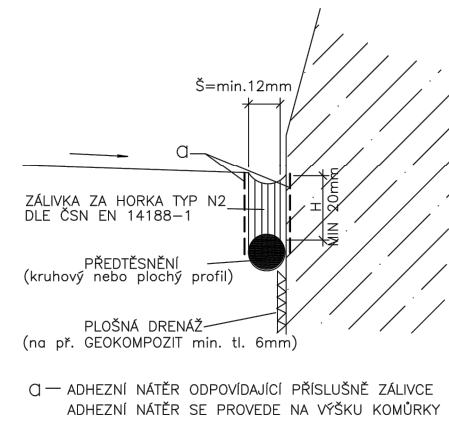 Š=min.12mm
a
H
MIN 20mm
ZÁLIVKA ZA HORKA TYP N2
DLE ČSN EN 14188-1
PŘEDTĚSNĚNÍ
(kruhový nebo plochý profil)
PLOŠNÁ DRENÁŽ
(na př. GEOKOMPOZIT min. tl. 6mm)
a — ADHEZNÍ NÁTĚR ODPOVÍDAJÍCÍ PŘÍSLUŠNĚ ZÁLIVCE
ADHEZNÍ NÁTĚR SE PROVEDE NA VÝŠKU KOMŮRKY